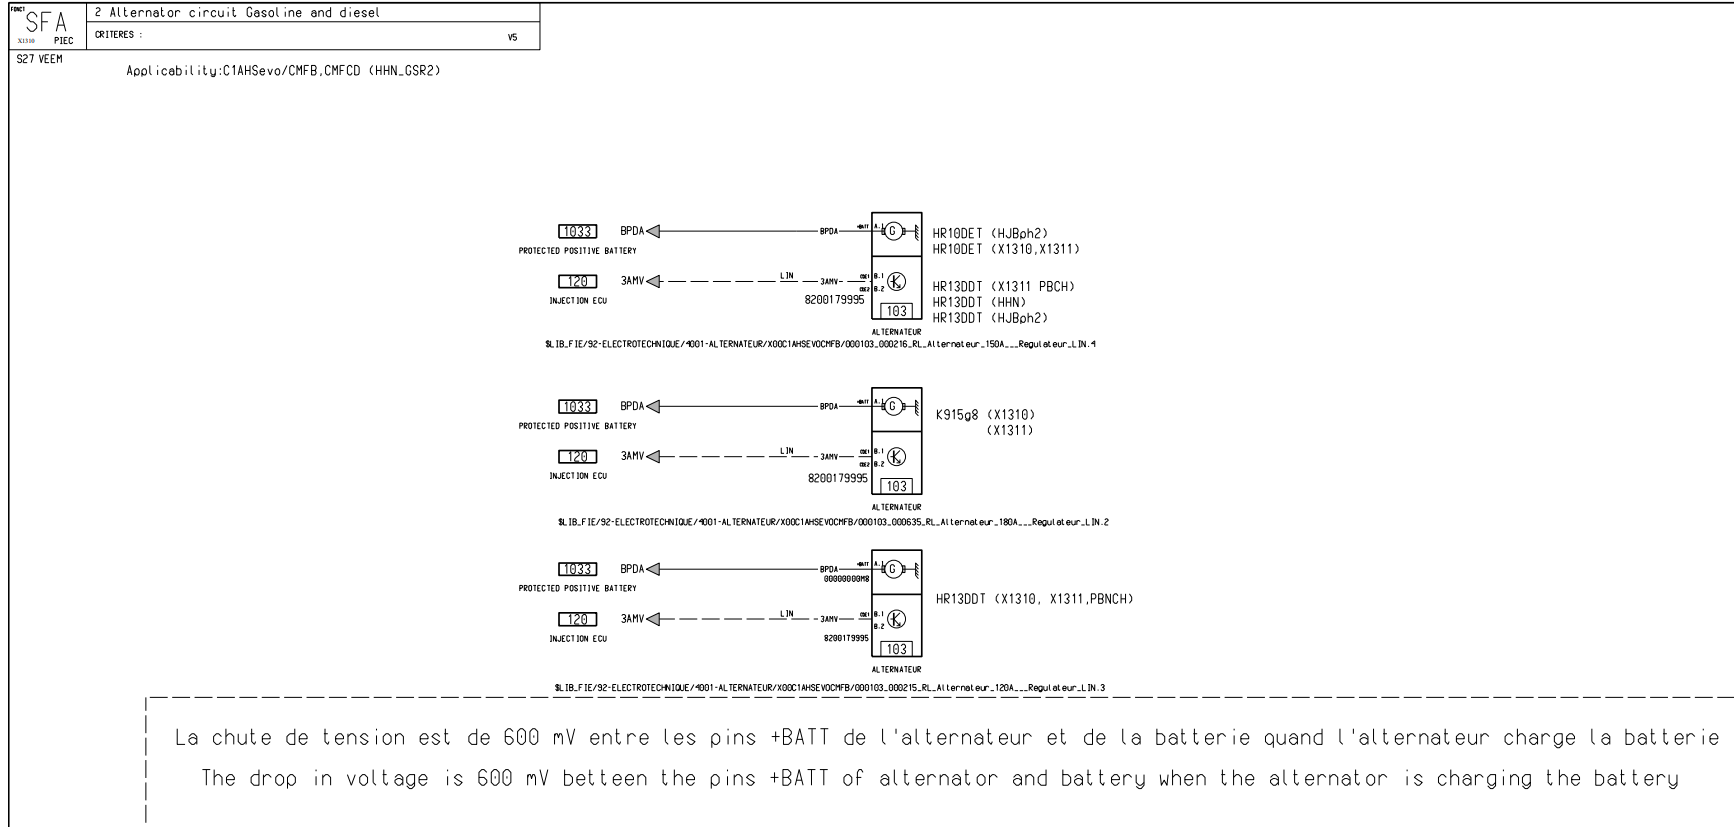 FONCT
SFA
X1310 PIEC
2 Alternator circuit Gasoline and diesel
CRITERES : V5
S27 VEEM
Applicability:C1AHSevo/CMFB,CMFCD (HHN_GSR2)
1033 BPDA BPDA +BATT A.1 G
PROTECTED POSITIVE BATTERY
HR10DET (HJBph2)
HR10DET (X1310,X1311)
120 3AMV LIN 3AMV CDE1 B.1
CDE2 B.2
INJECTION ECU
8200179995
103
HR13DDT (X1311 PBCH)
HR13DDT (HHN)
HR13DDT (HJBph2)
ALTERNATEUR
$LIB_FIE/92-ELECTROTECHNIQUE/4001-ALTERNATEUR/X00C1AHSEVOCMFB/000103_000216_RL_Alternateur_150A___Regulateur_LIN.4
1033 BPDA BPDA +BATT A.1 G
PROTECTED POSITIVE BATTERY
K915g8 (X1310)
(X1311)
120 3AMV LIN 3AMV CDE1 B.1
CDE2 B.2
INJECTION ECU
8200179995
103
ALTERNATEUR
$LIB_FIE/92-ELECTROTECHNIQUE/4001-ALTERNATEUR/X00C1AHSEVOCMFB/000103_000635_RL_Alternateur_180A___Regulateur_LIN.2
1033 BPDA BPDA +BATT A.1 G
00000000M8
PROTECTED POSITIVE BATTERY
HR13DDT (X1310, X1311,PBNCH)
120 3AMV LIN 3AMV CDE1 B.1
B.2
INJECTION ECU
8200179995
103
ALTERNATEUR
$LIB_FIE/92-ELECTROTECHNIQUE/4001-ALTERNATEUR/X00C1AHSEVOCMFB/000103_000215_RL_Alternateur_120A___Regulateur_LIN.3
La chute de tension est de 600 mV entre les pins +BATT de l'alternateur et de la batterie quand l'alternateur charge la batterie
The drop in voltage is 600 mV betteen the pins +BATT of alternator and battery when the alternator is charging the battery